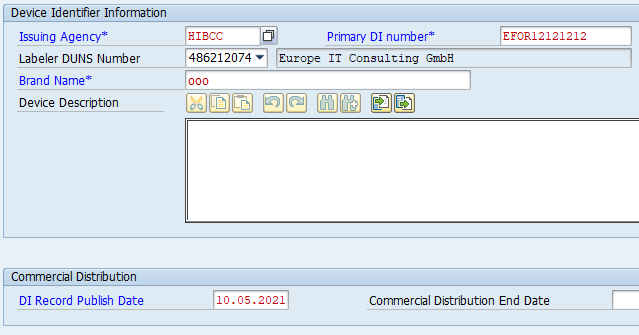 Device Identifier Information
Issuing Agency* HIBCC Primary DI number* EFOR12121212
Labeler DUNS Number 486212074 Europe IT Consulting GmbH
Brand Name* ooo
Device Description
Commercial Distribution
DI Record Publish Date 10.05.2021 Commercial Distribution End Date